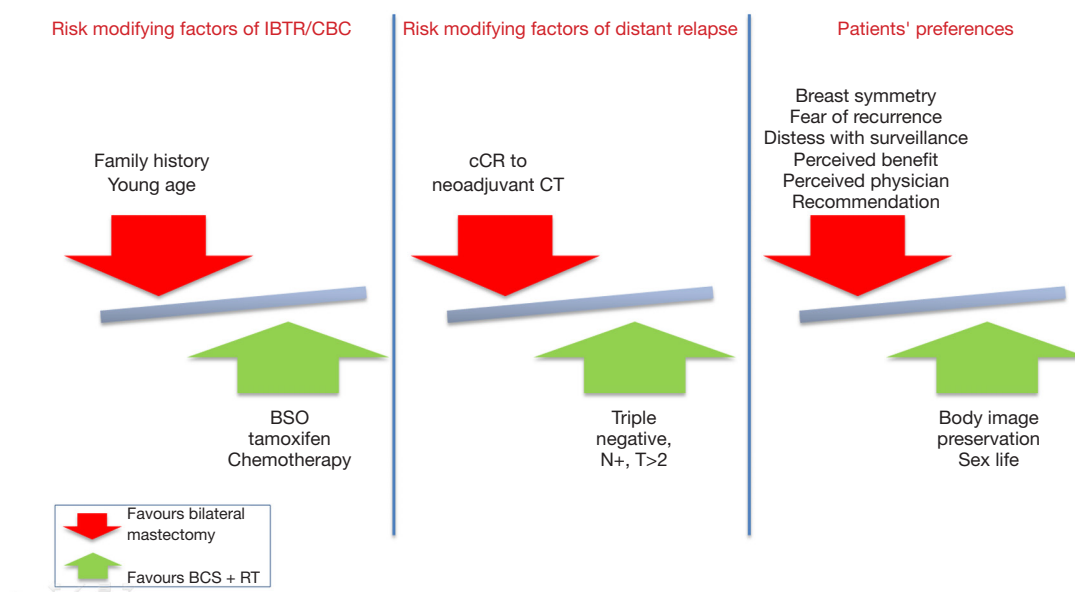 Risk modifying factors of IBTR/CBC
Family history
Young age
BSO
tamoxifen
Chemotherapy
Risk modifying factors of distant relapse
cCR to
neoadjuvant CT
Triple
negative,
N+, T>2
Patients' preferences
Breast symmetry
Fear of recurrence
Distess with surveillance
Perceived benefit
Perceived physician
Recommendation
Body image
preservation
Sex life
Favours bilateral
mastectomy
Favours BCS + RT